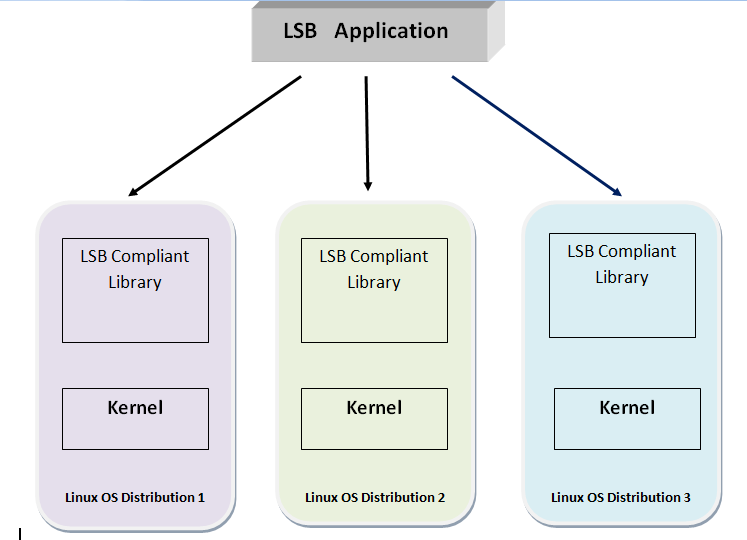 LSB Application
LSB Compliant
Library
LSB Compliant
Library
LSB Compliant
Library
Kernel
Kernel
Kernel
Linux OS Distribution 1
Linux OS Distribution 2
Linux OS Distribution 3